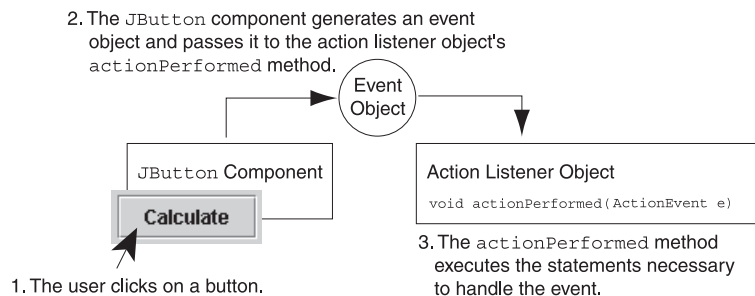 2. The JButton component generates an event
object and passes it to the action listener object's
actionPerformed method.
Event
Object
JButton Component
Calculate
Action Listener Object
void actionPerformed(ActionEvent e)
1. The user clicks on a button.
3. The actionPerformed method
executes the statements necessary
to handle the event.